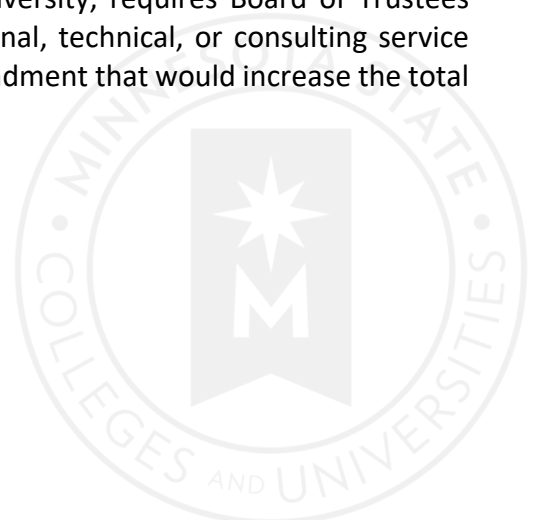 versity, requires Board of Trustees
nal, technical, or consulting service
ndment that would increase the total
MINNESOTA STATE
M
COLLEGES AND UNIVERSITIES